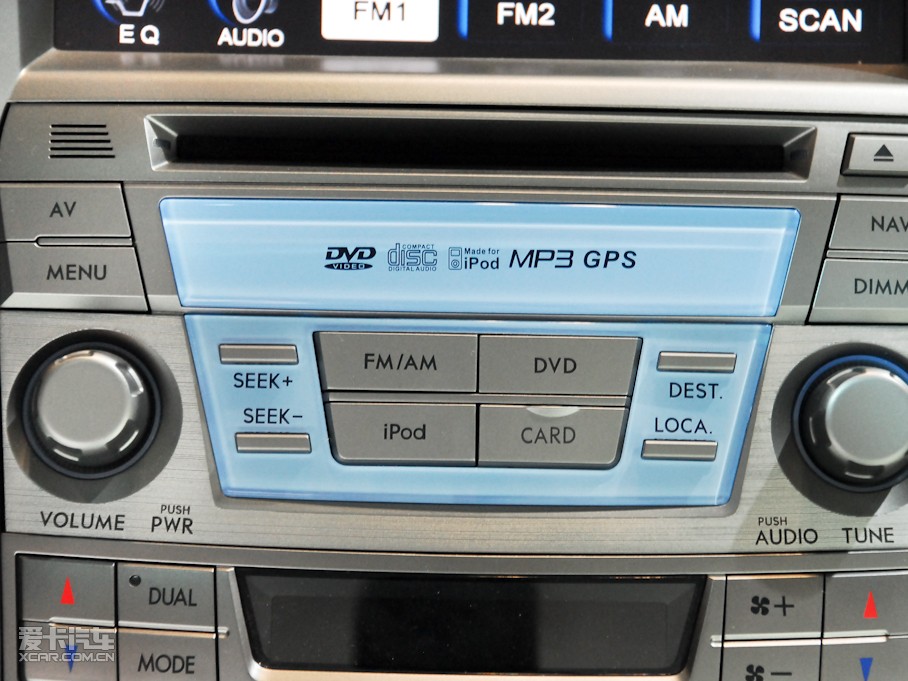 EQ
AUDIO
FM1
FM2
AM
SCAN
AV
MENU
NAV
DIMM
DVD VIDEO
COMPACT disc DIGITAL AUDIO
Made for iPod
MP3 GPS
SEEK+
SEEK-
FM/AM
DVD
iPod
CARD
DEST.
LOCA.
VOLUME
PUSH
PWR
PUSH
AUDIO
TUNE
DUAL
MODE
爱卡汽车
XCAR.COM.CN